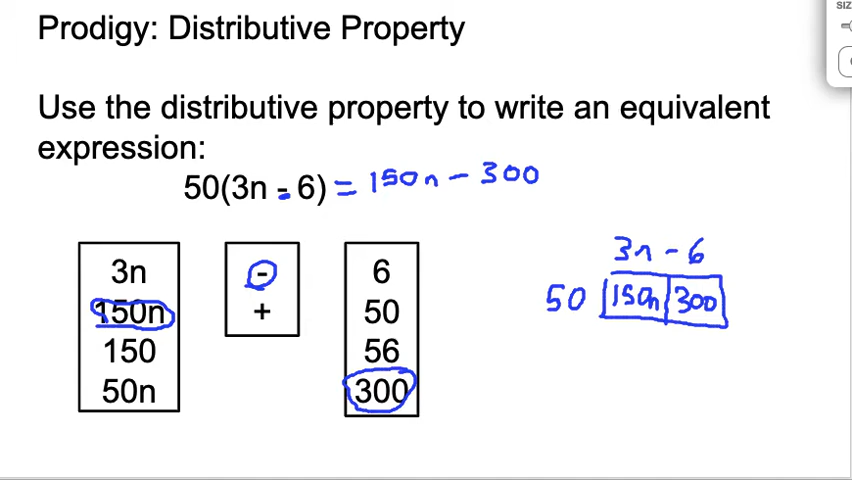 SIZ
Prodigy: Distributive Property
Use the distributive property to write an equivalent
expression:
50(3n - 6) = 150n - 300
3n
150n
150
50n
-
+
6
50
56
300
3n - 6
50 150n 300